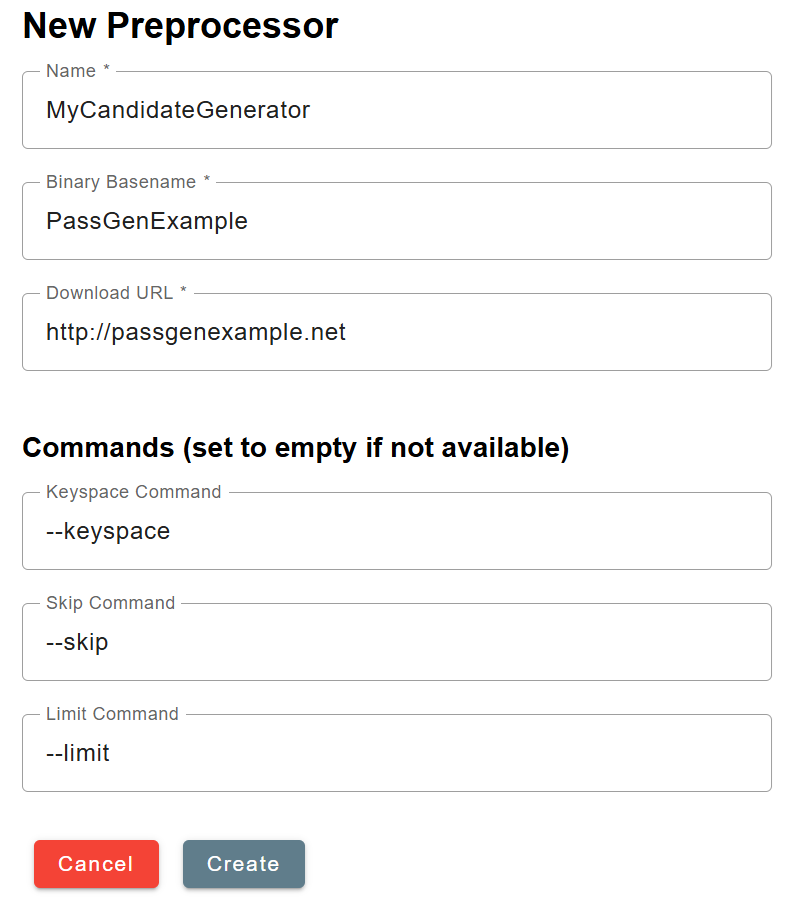 New Preprocessor
Name *
MyCandidateGenerator
Binary Basename *
PassGenExample
Download URL *
http://passgenexample.net
Commands (set to empty if not available)
Keyspace Command
--keyspace
Skip Command
--skip
Limit Command
--limit
Cancel Create